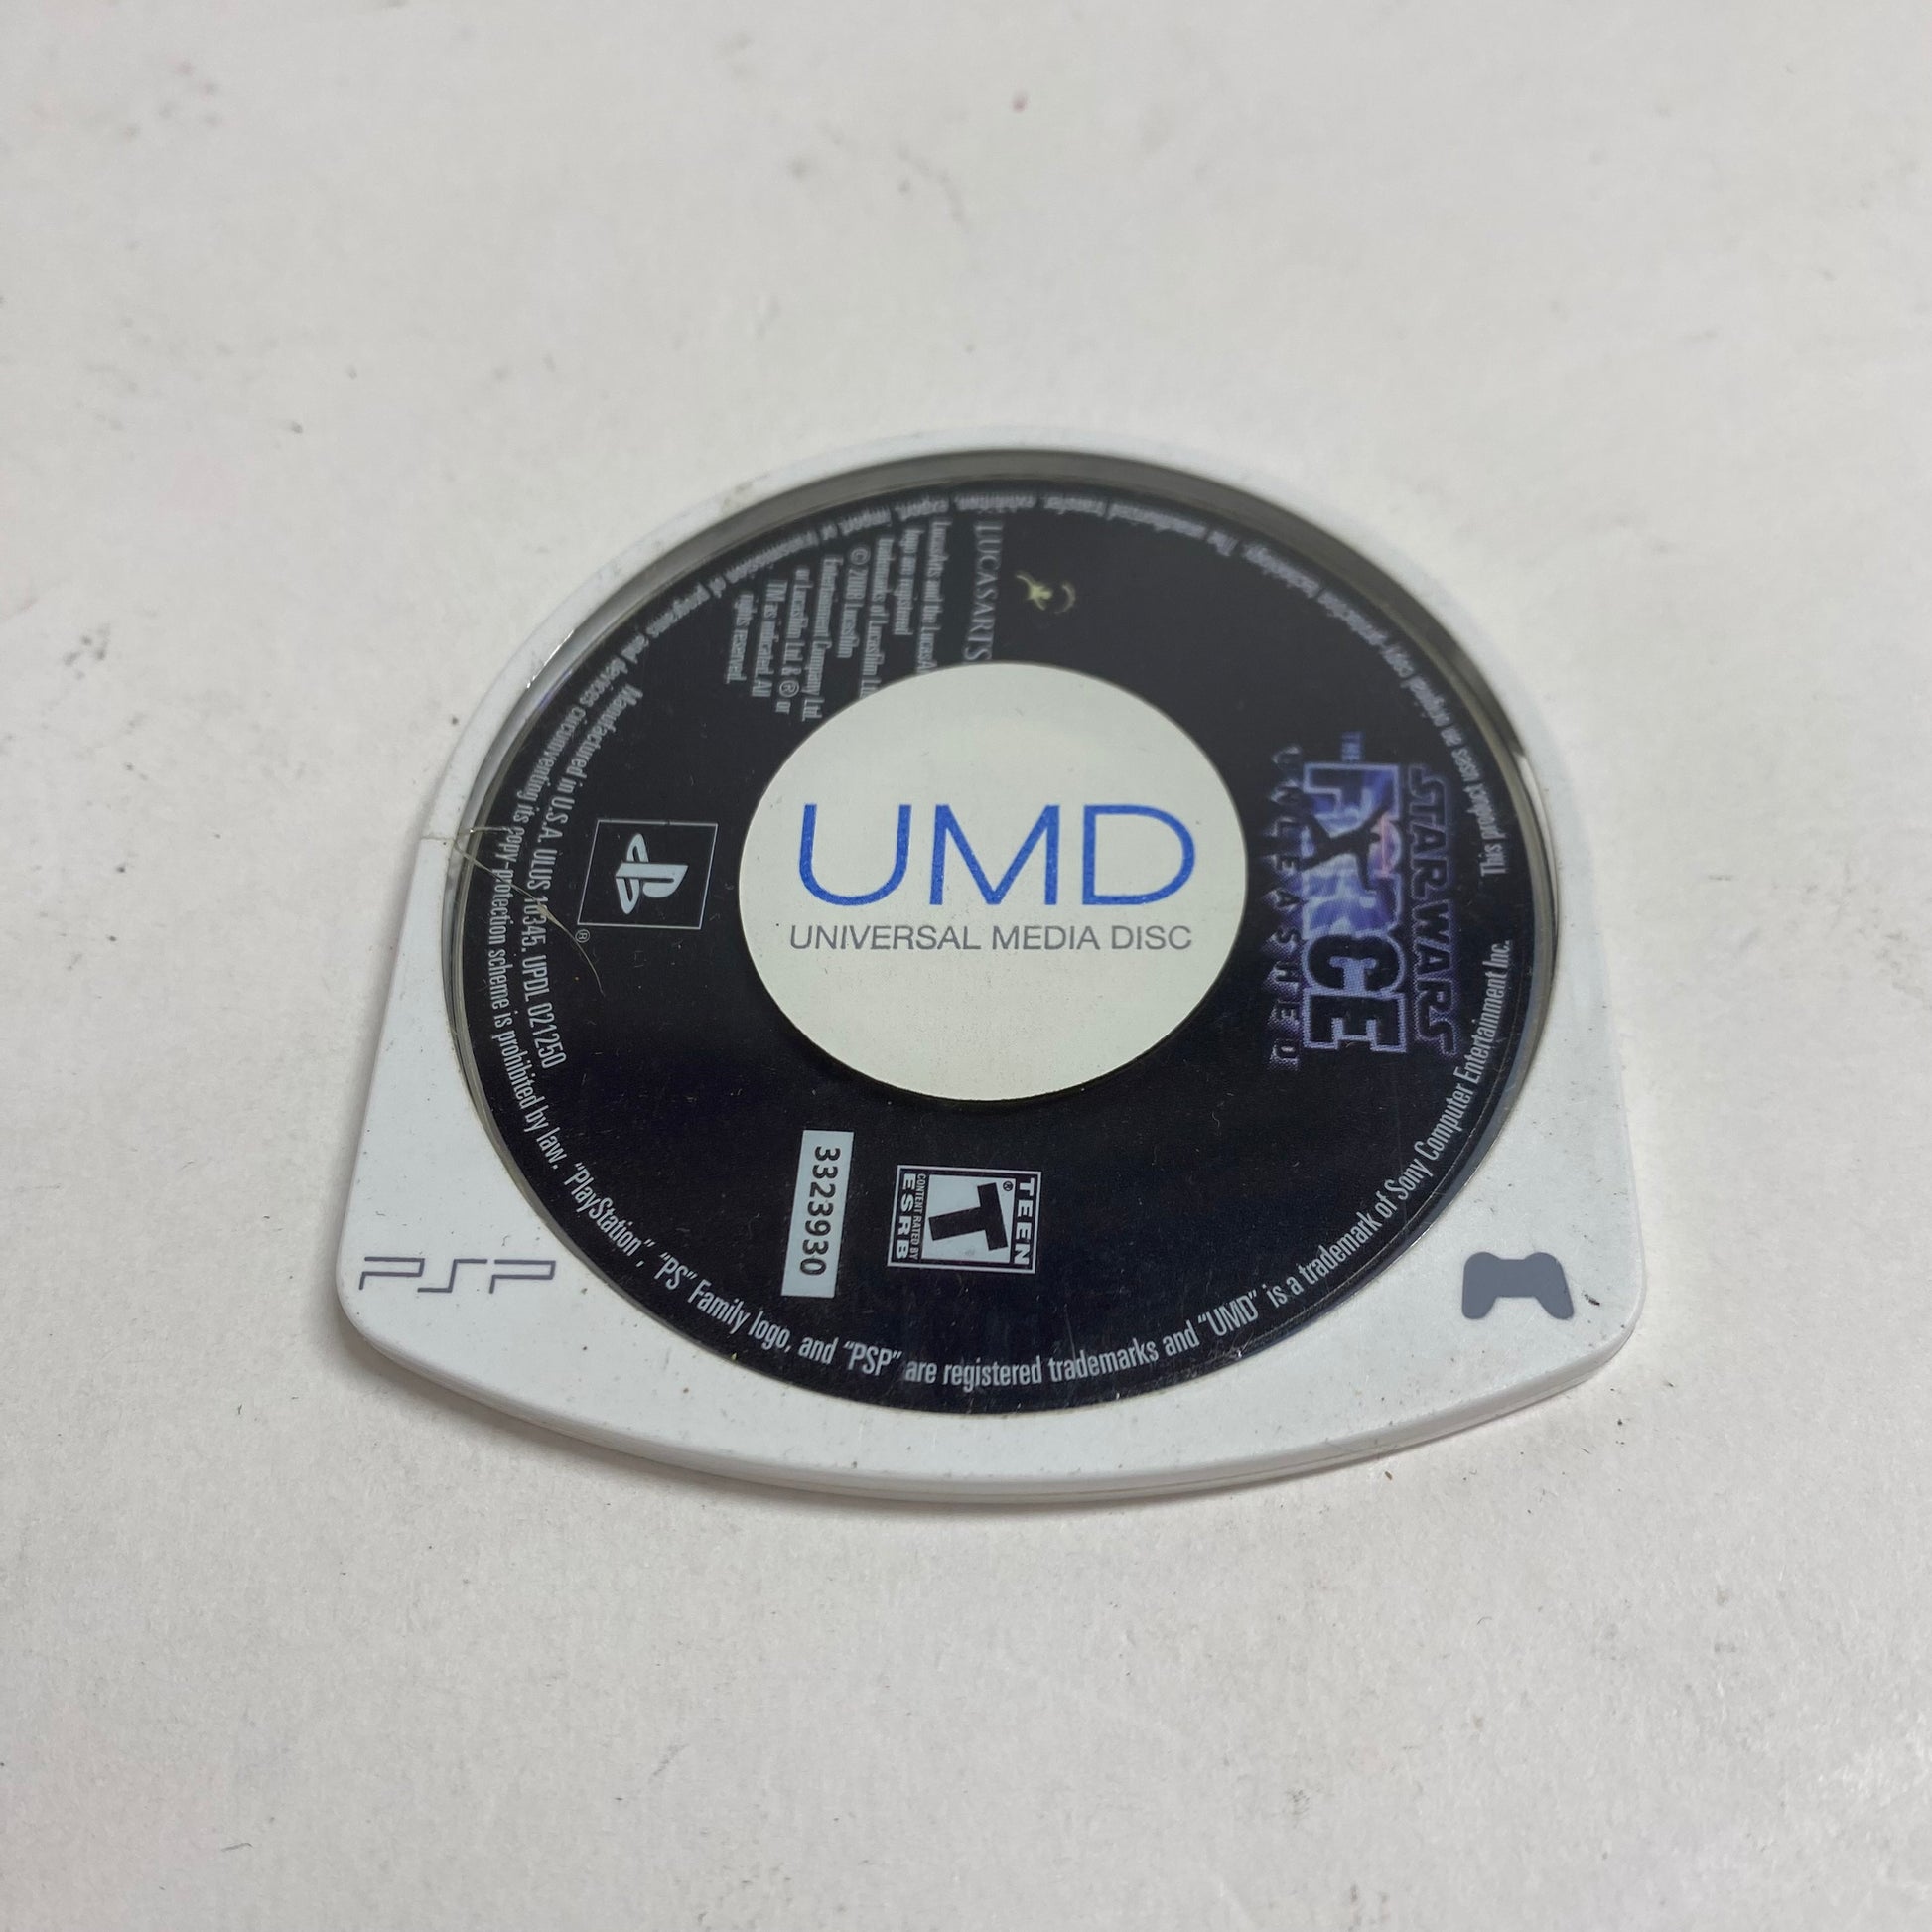 UMD
UNIVERSAL MEDIA DISC
STAR WARS
THE
FORCE
UNLEASHED
LUCASARTS
LucasArts and the LucasA
logo are registered
trademarks of Lucasfilm Lt
© 2008 Lucasfilm
Entertainment Company Ltd.
or Lucasfilm Ltd. & ® or
TM as indicated. All
rights reserved.
Manufactured in U.S.A. ULUS 10345. UPDL 021250
3323930
TEEN
T
®
CONTENT RATED BY
ESRB
®
This product uses an original copy-protection technology. The unauthorized transfer, exhibition, export, import or transmission of programs and devices circumventing its copy-protection scheme is prohibited by law. “PlayStation”, “PS” Family logo, and “PSP” are registered trademarks and “UMD” is a trademark of Sony Computer Entertainment Inc.
PSP